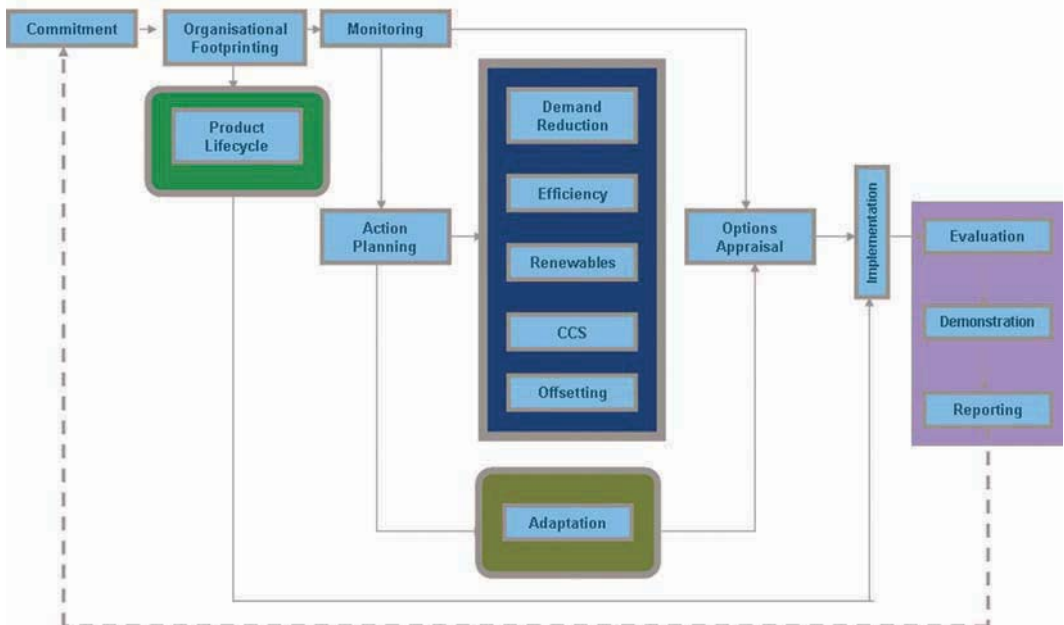 Commitment
Organisational
Footprinting
Monitoring
Product
Lifecycle
Action
Planning
Demand
Reduction
Efficiency
Renewables
CCS
Offsetting
Adaptation
Options
Appraisal
Implementation
Evaluation
Demonstration
Reporting